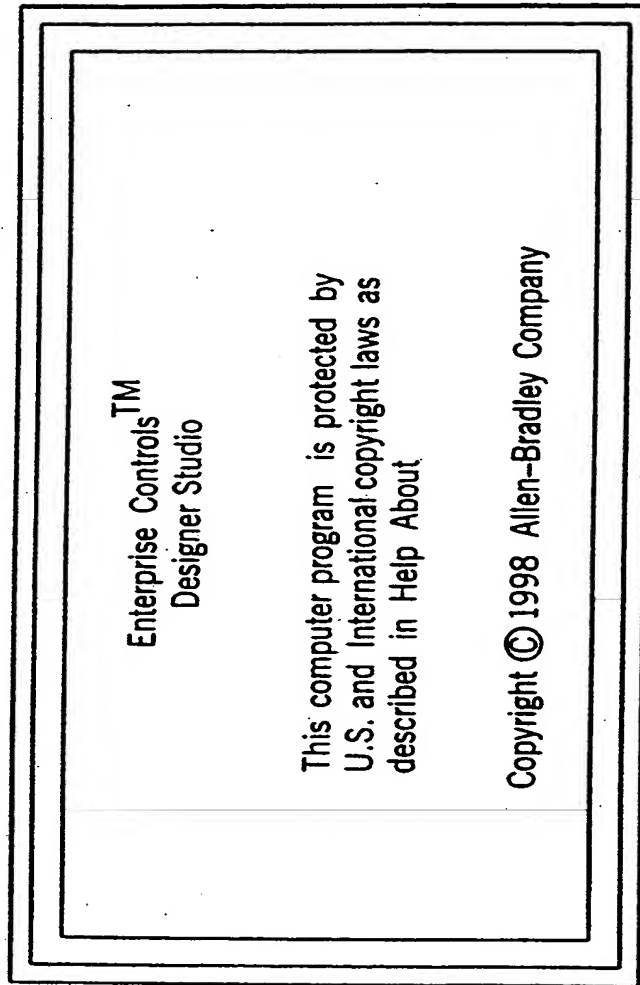 Enterprise Controls™
Designer Studio
This computer program is protected by
U.S. and International copyright laws as
described in Help About
Copyright © 1998 Allen-Bradley Company